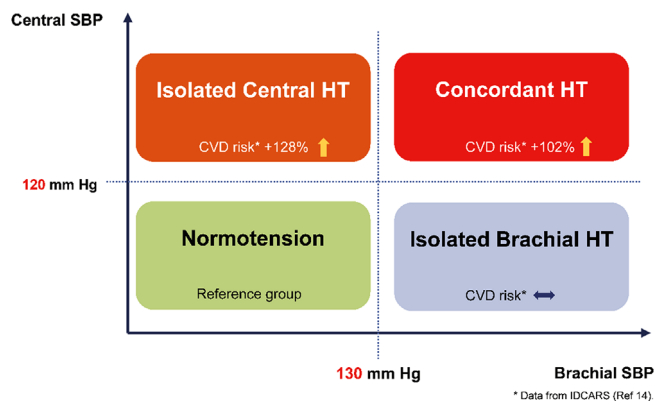 Central SBP
Isolated Central HT
Concordant HT
CVD risk* +128%
CVD risk* +102%
120 mm Hg
Normotension
Isolated Brachial HT
Reference group
CVD risk*
130 mm Hg
Brachial SBP
* Data from IDCARS (Ref 14).